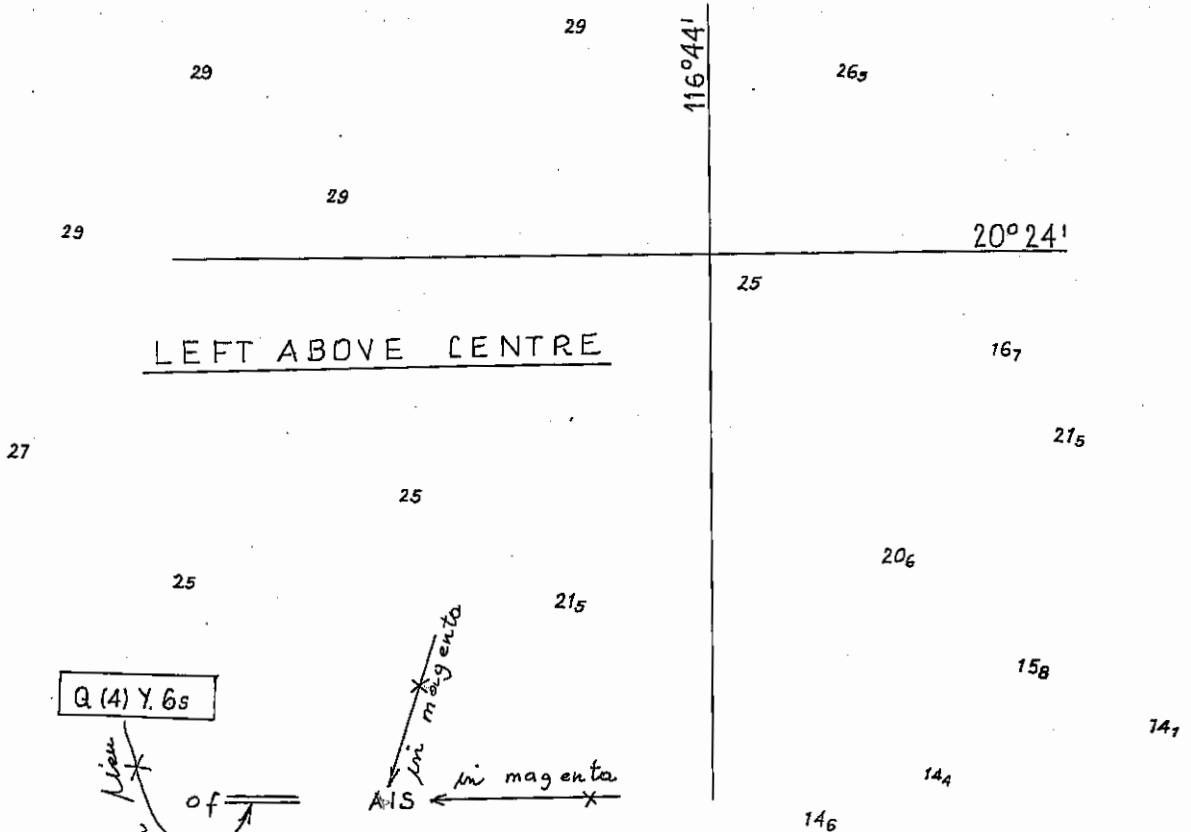 29
29
116°44'
26₅
29
29
20°24'
25
LEFT ABOVE CENTRE
16₇
21₅
27
25
20₆
25
21₅
15₈
Q (4) Y. 6s
14₁
in magenta
lieu
of
AIS
in magenta
14₄
14₆